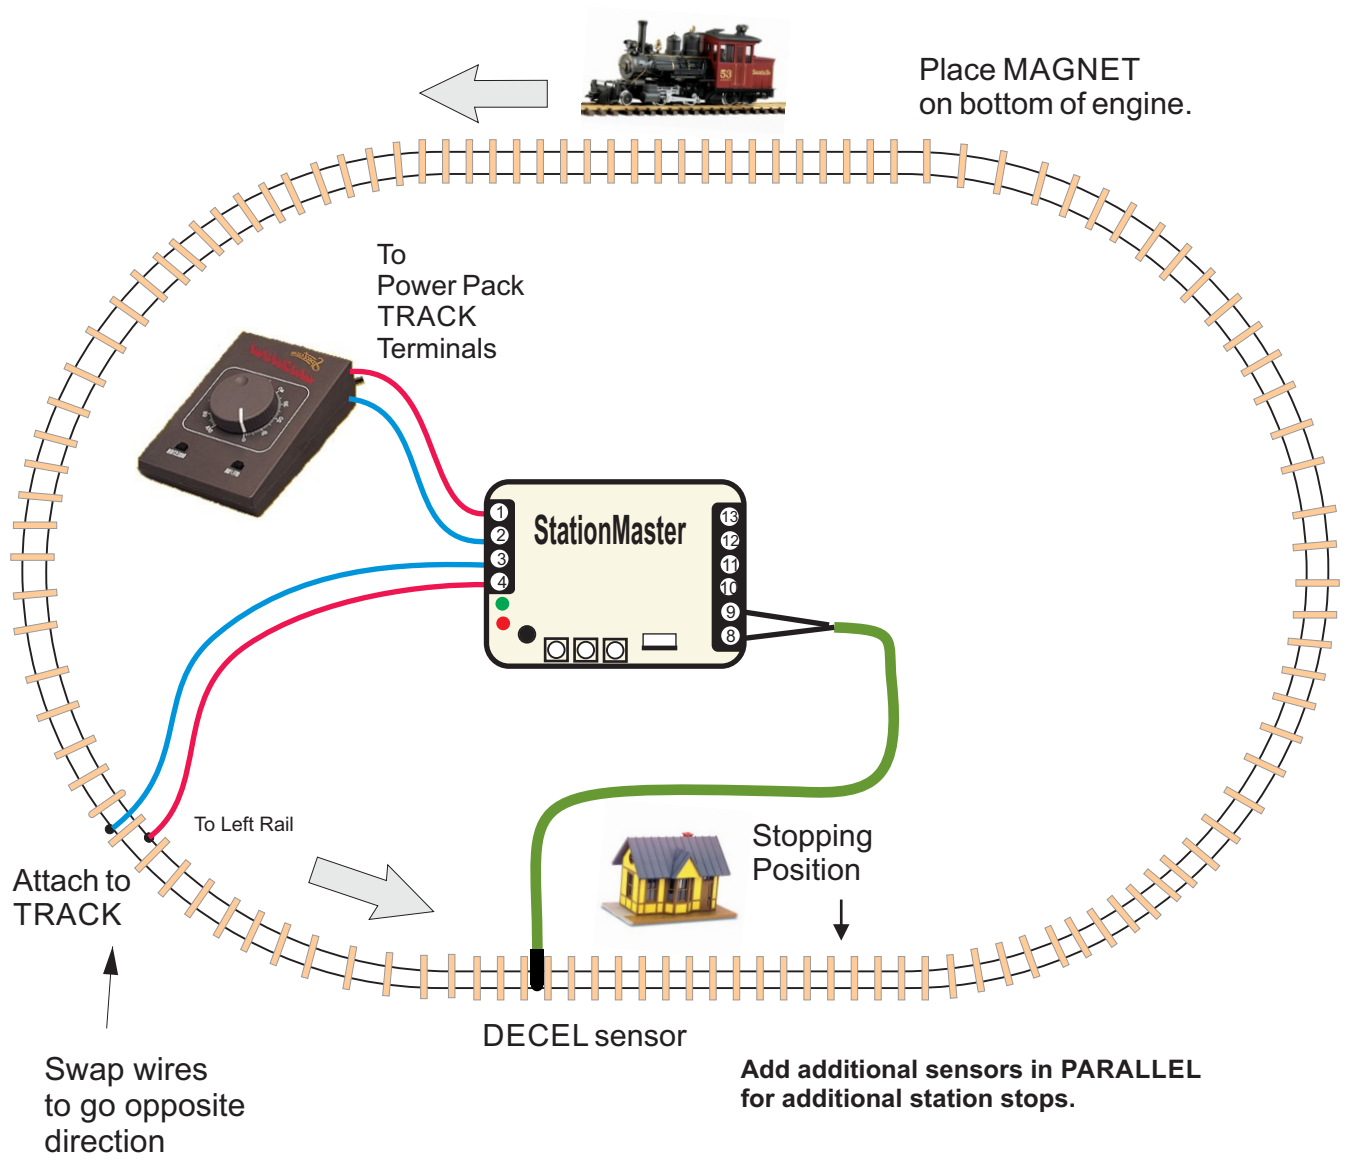 Place MAGNET
on bottom of engine.
53
To
Power Pack
TRACK
Terminals
StationMaster
1
2
3
4
13
12
11
10
9
8
To Left Rail
Attach to
TRACK
Stopping
Position
DECEL sensor
Swap wires
to go opposite
direction
Add additional sensors in PARALLEL
for additional station stops.